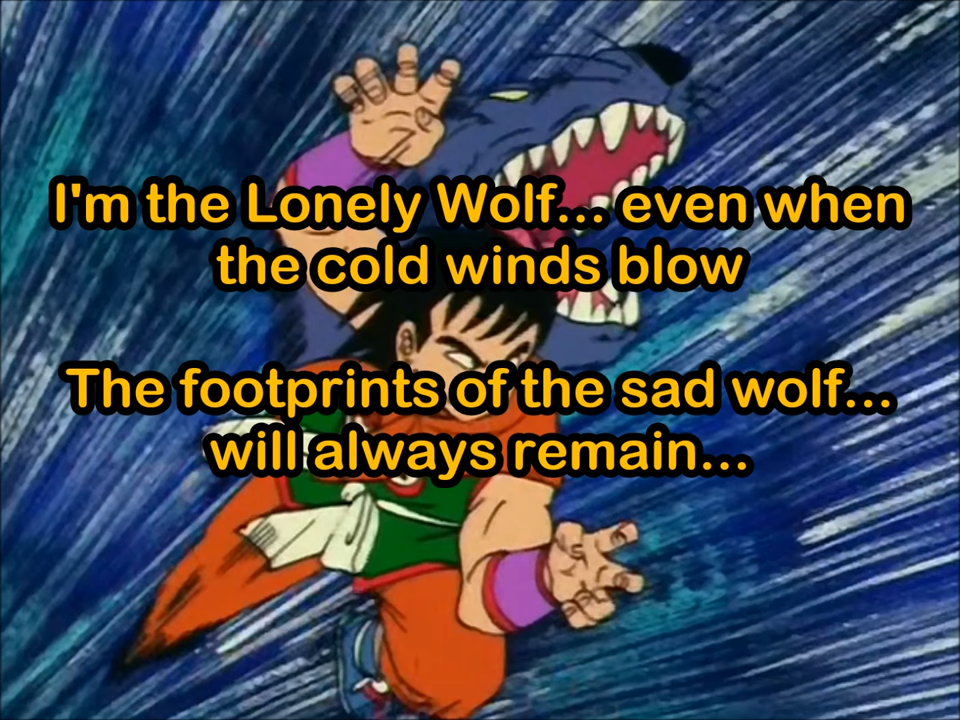 I'm the Lonely Wolf... even when
the cold winds blow
The footprints of the sad wolf...
will always remain...